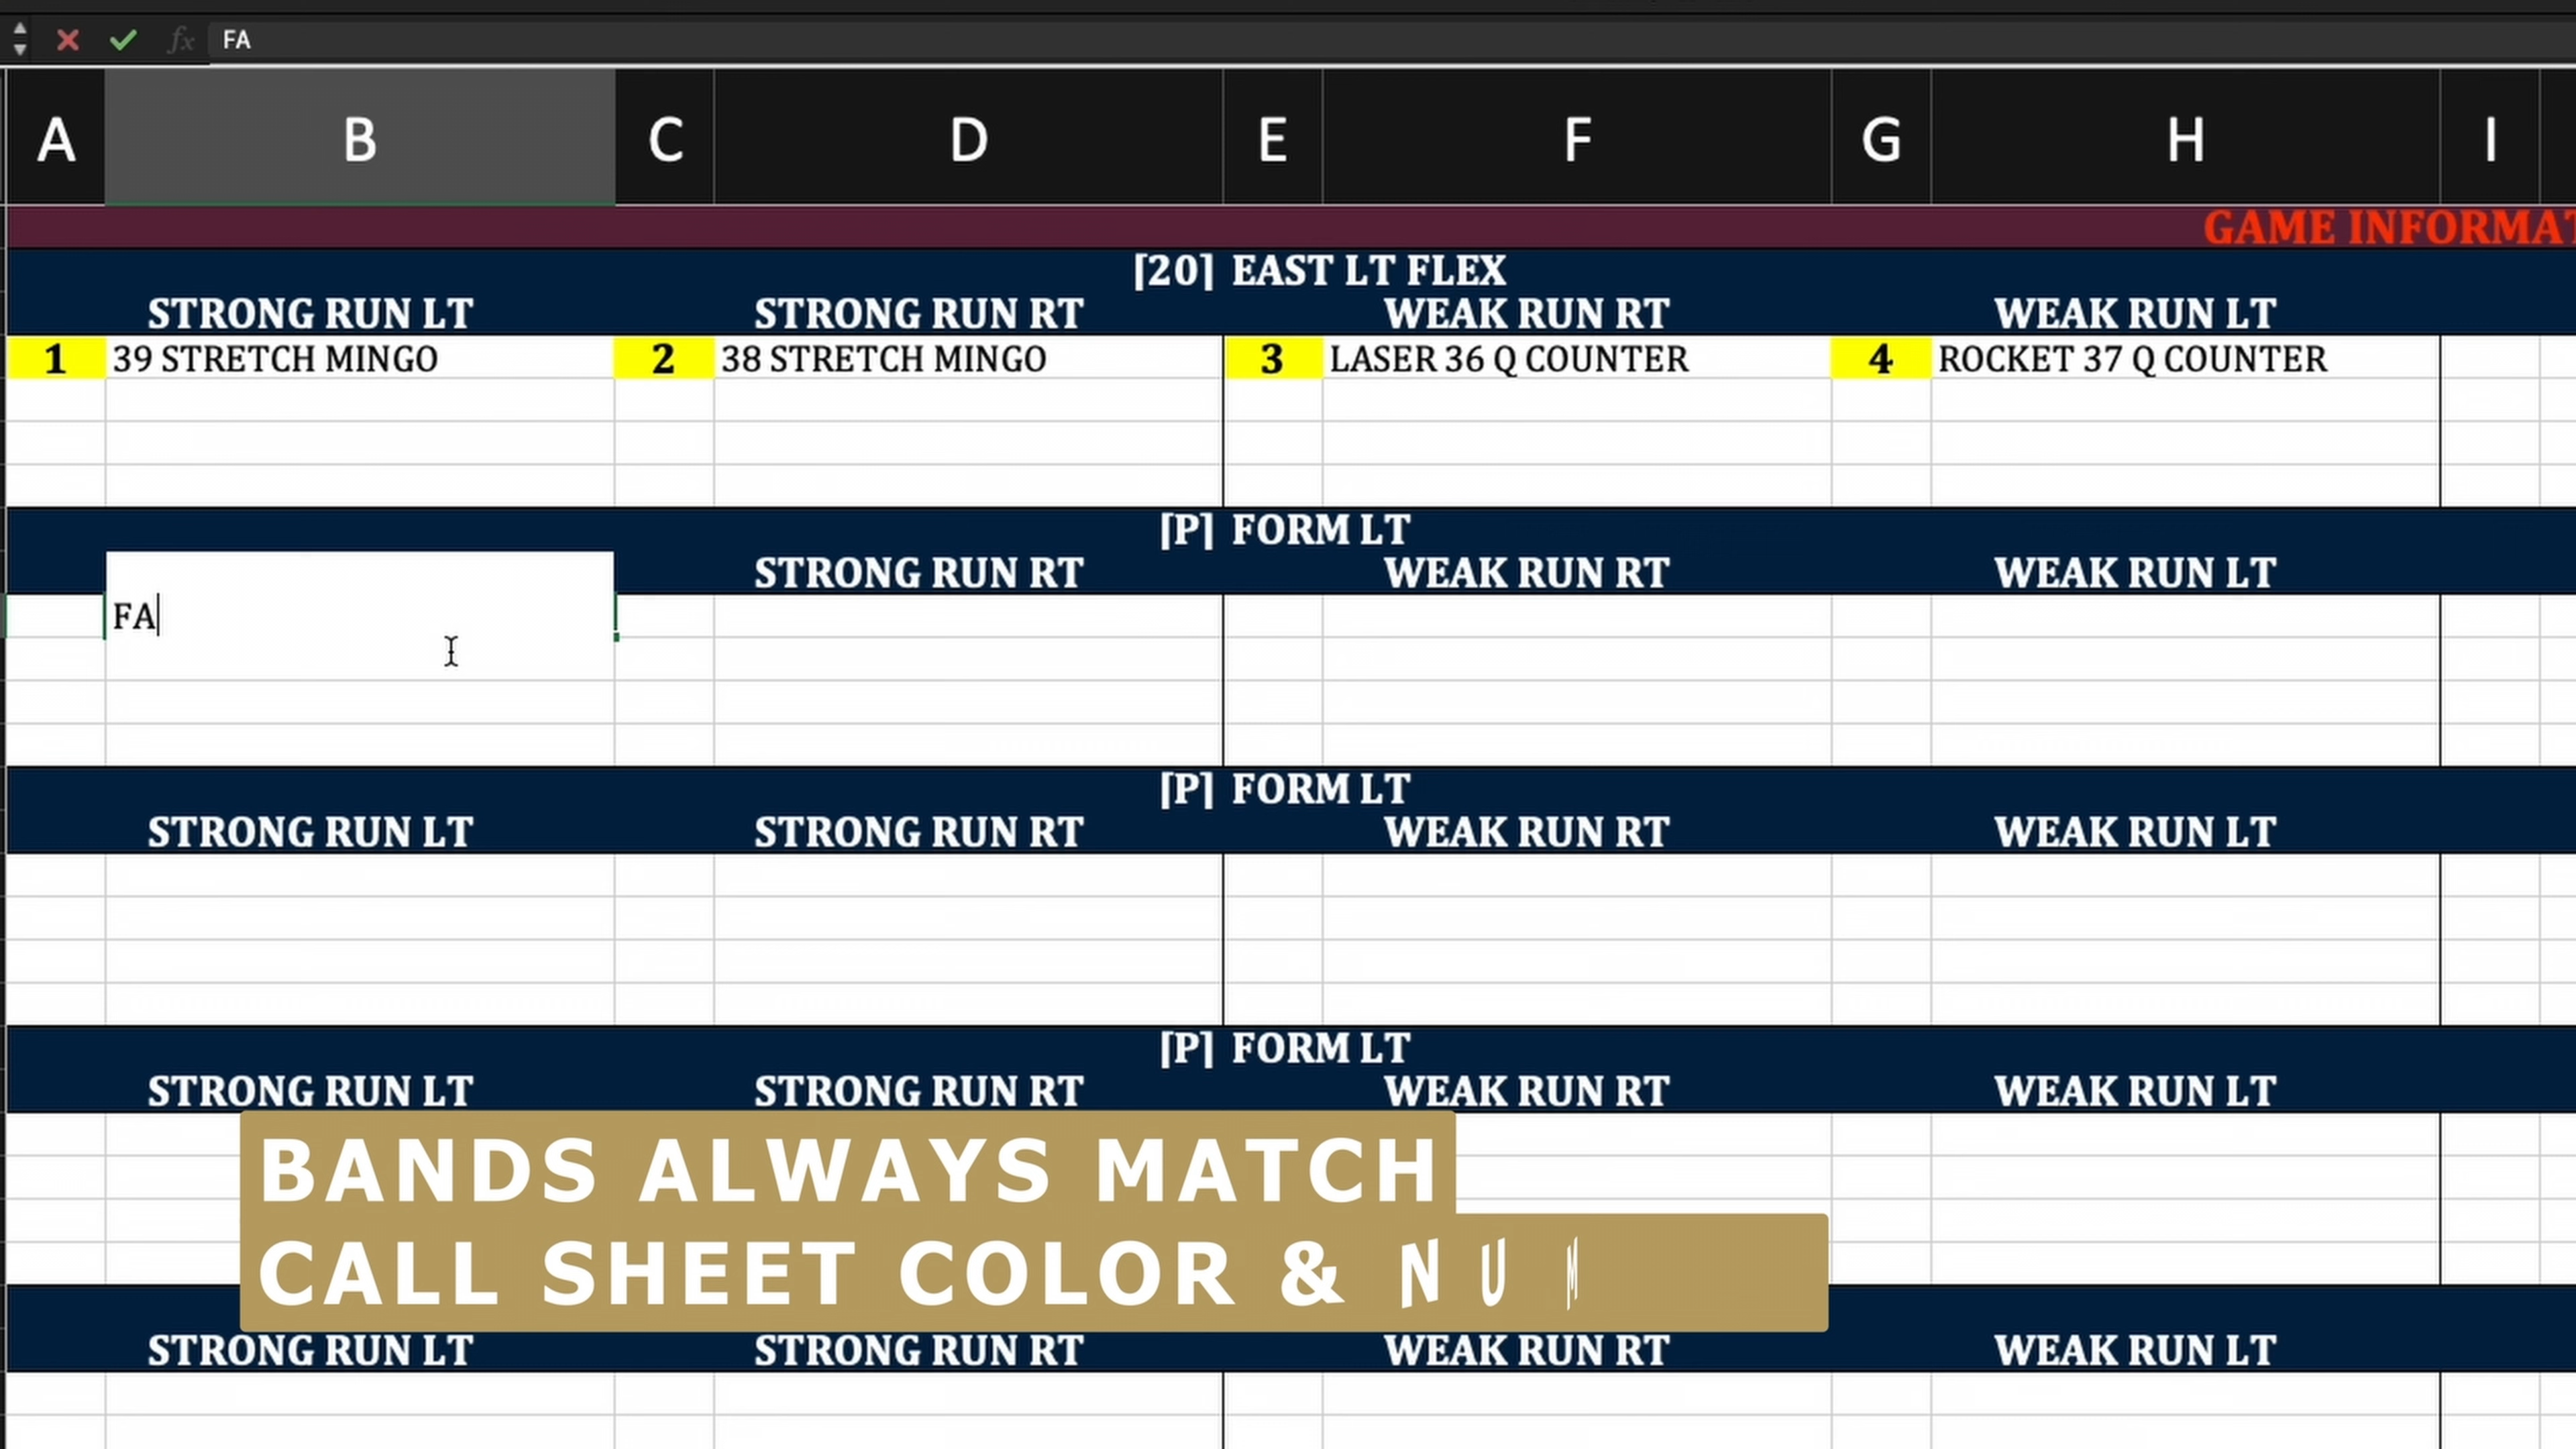 fx FA
A B C D E F G H I
GAME INFORMAT
[20] EAST LT FLEX
STRONG RUN LT STRONG RUN RT WEAK RUN RT WEAK RUN LT
1 39 STRETCH MINGO 2 38 STRETCH MINGO 3 LASER 36 Q COUNTER 4 ROCKET 37 Q COUNTER
[P] FORM LT
STRONG RUN RT WEAK RUN RT WEAK RUN LT
FA
[P] FORM LT
STRONG RUN LT STRONG RUN RT WEAK RUN RT WEAK RUN LT
[P] FORM LT
STRONG RUN LT STRONG RUN RT WEAK RUN RT WEAK RUN LT
BANDS ALWAYS MATCH
CALL SHEET COLOR & NUM
STRONG RUN LT STRONG RUN RT WEAK RUN RT WEAK RUN LT